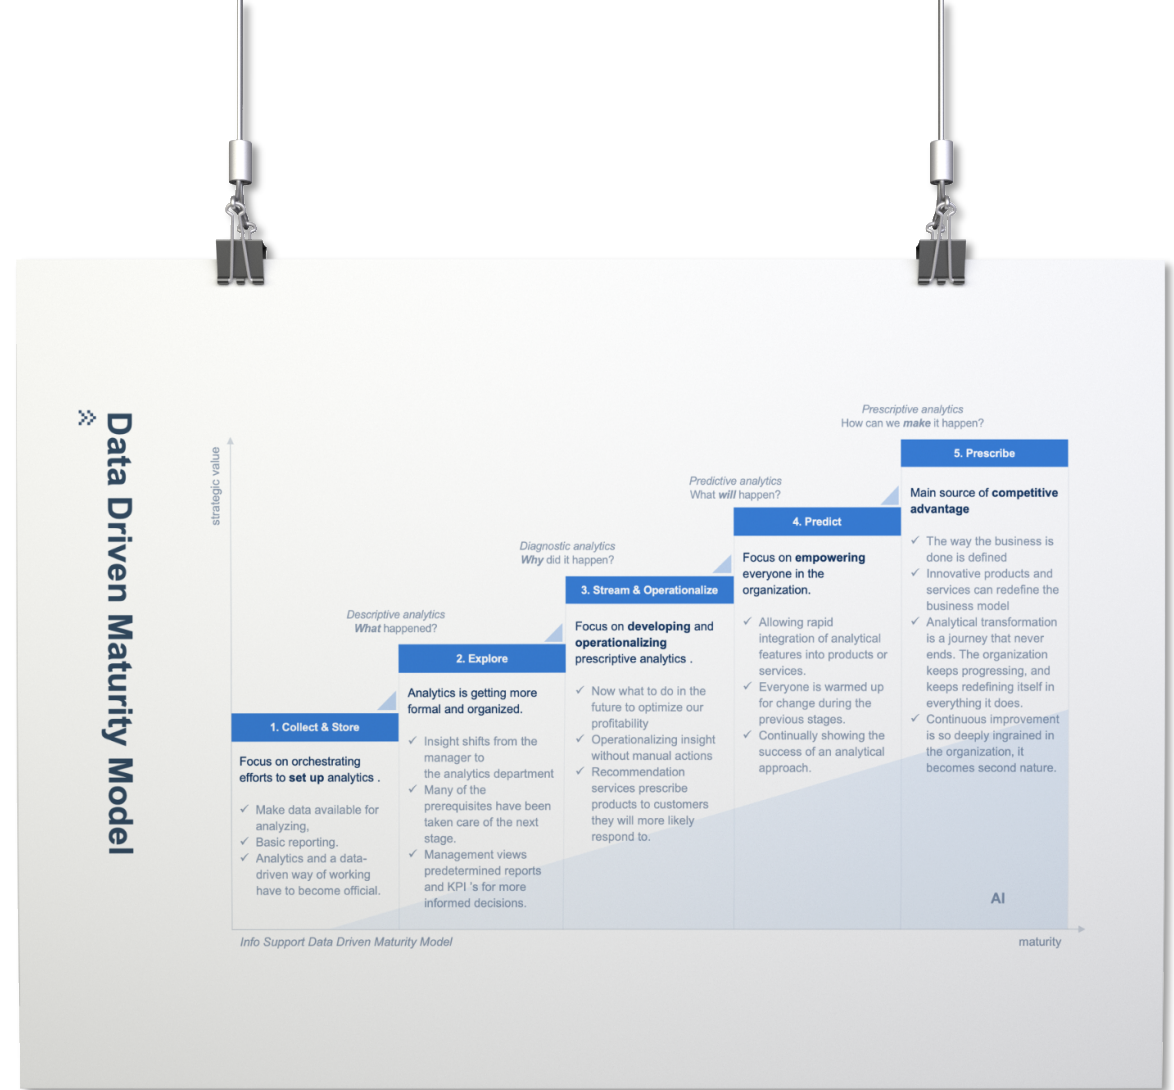 Data Driven Maturity Model
strategic value
Descriptive analytics
What happened?
Diagnostic analytics
Why did it happen?
Predictive analytics
What will happen?
Prescriptive analytics
How can we make it happen?
1. Collect & Store
Focus on orchestrating
efforts to set up analytics .
✓ Make data available for
analyzing,
✓ Basic reporting.
✓ Analytics and a data-
driven way of working
have to become official.
2. Explore
Analytics is getting more
formal and organized.
✓ Insight shifts from the
manager to
the analytics department
✓ Many of the
prerequisites have been
taken care of the next
stage.
✓ Management views
predetermined reports
and KPI 's for more
informed decisions.
3. Stream & Operationalize
Focus on developing and
operationalizing
prescriptive analytics .
✓ Now what to do in the
future to optimize our
profitability
✓ Operationalizing insight
without manual actions
✓ Recommendation
services prescribe
products to customers
they will more likely
respond to.
4. Predict
Focus on empowering
everyone in the
organization.
✓ Allowing rapid
integration of analytical
features into products or
services.
✓ Everyone is warmed up
for change during the
previous stages.
✓ Continually showing the
success of an analytical
approach.
5. Prescribe
Main source of competitive
advantage
✓ The way the business is
done is defined
✓ Innovative products and
services can redefine the
business model
✓ Analytical transformation
is a journey that never
ends. The organization
keeps progressing, and
keeps redefining itself in
everything it does.
✓ Continuous improvement
is so deeply ingrained in
the organization, it
becomes second nature.
AI
Info Support Data Driven Maturity Model
maturity